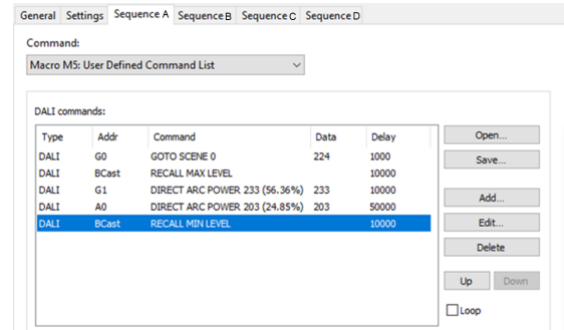 General Settings Sequence A Sequence B Sequence C Sequence D
Command:
Macro M5: User Defined Command List
DALI commands:
Type Addr Command Data Delay
DALI G0 GOTO SCENE 0 224 1000
DALI BCast RECALL MAX LEVEL 10000
DALI G1 DIRECT ARC POWER 233 (56.36%) 233 10000
DALI A0 DIRECT ARC POWER 203 (24.85%) 203 50000
DALI BCast RECALL MIN LEVEL 10000
Open...
Save...
Add...
Edit...
Delete
Up Down
Loop